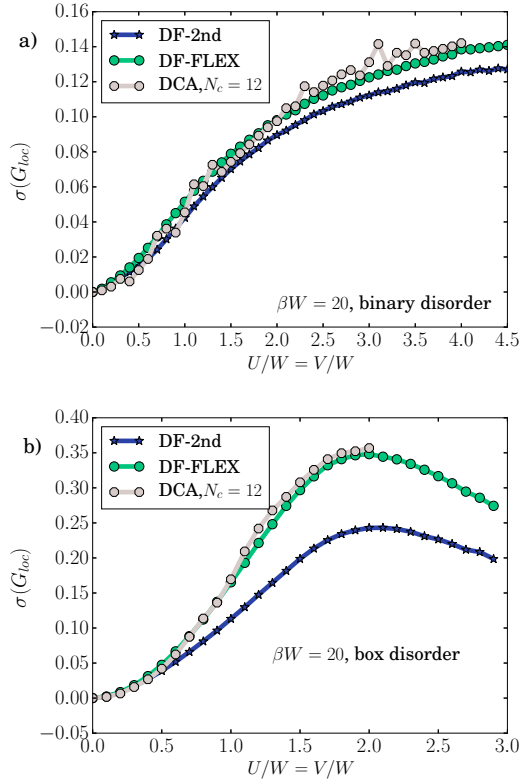 a)
DF-2nd
DF-FLEX
DCA, N_c = 12
0.16
0.14
0.12
0.10
0.08
0.06
0.04
0.02
0.00
−0.02
σ(G_loc)
βW = 20, binary disorder
0.0 0.5 1.0 1.5 2.0 2.5 3.0 3.5 4.0 4.5
U/W = V/W
b)
DF-2nd
DF-FLEX
DCA, N_c = 12
0.40
0.35
0.30
0.25
0.20
0.15
0.10
0.05
0.00
−0.05
σ(G_loc)
βW = 20, box disorder
0.0 0.5 1.0 1.5 2.0 2.5 3.0
U/W = V/W